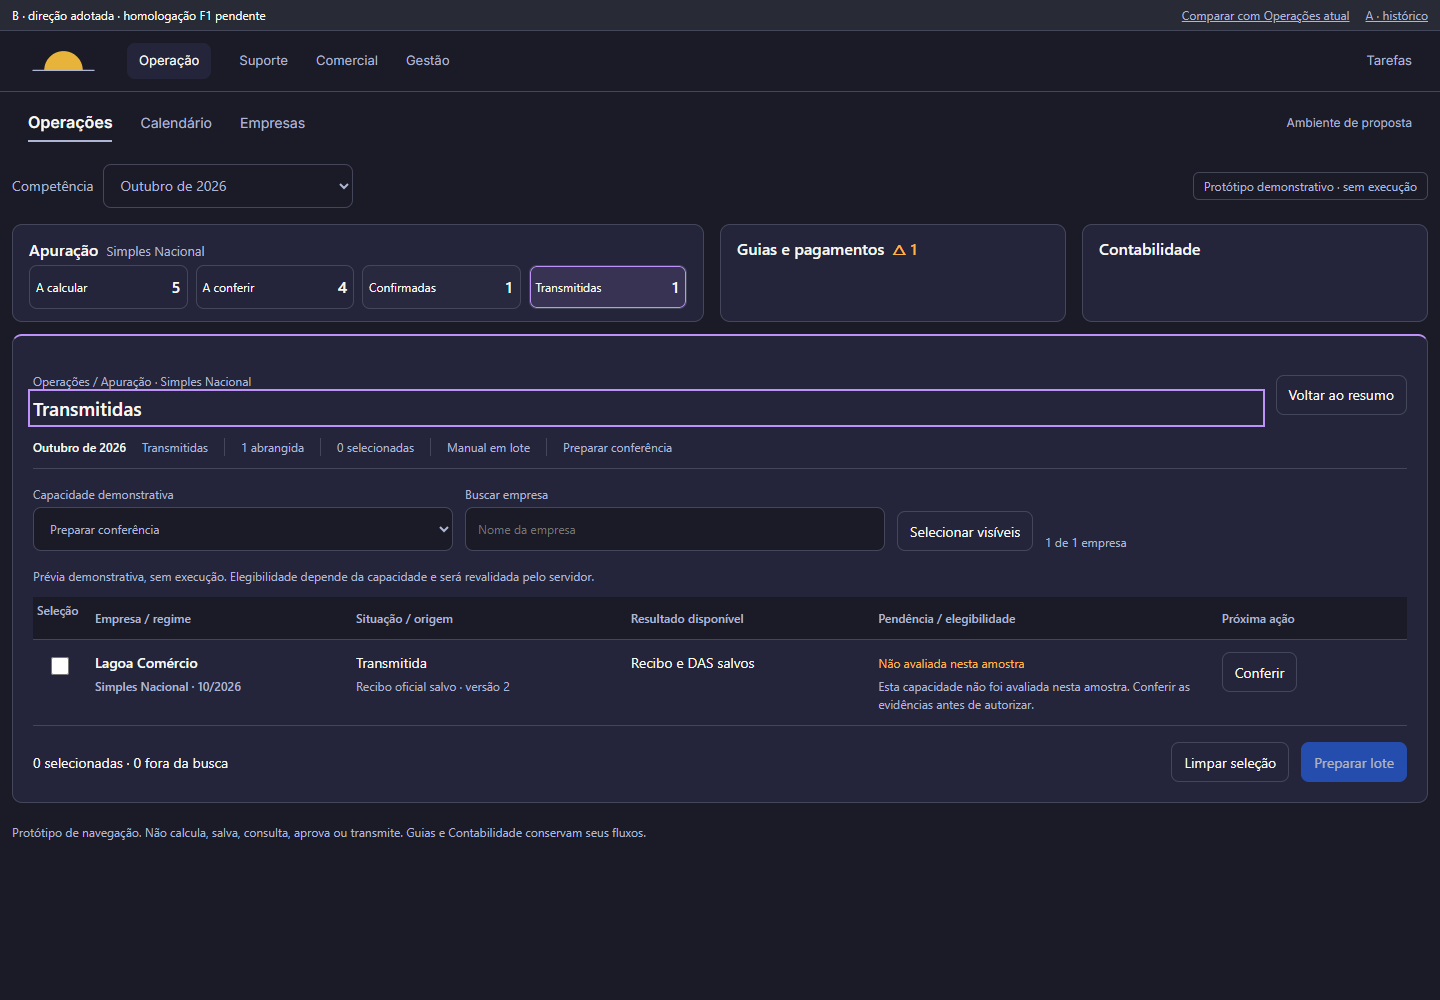 B · direção adotada · homologação F1 pendente
Comparar com Operações atual
A · histórico
Operação
Suporte
Comercial
Gestão
Tarefas
Operações
Calendário
Empresas
Ambiente de proposta
Competência
Outubro de 2026
Protótipo demonstrativo · sem execução
Apuração Simples Nacional
A calcular 5
A conferir 4
Confirmadas 1
Transmitidas 1
Guias e pagamentos △ 1
Contabilidade
Operações / Apuração · Simples Nacional
Transmitidas
Voltar ao resumo
Outubro de 2026
Transmitidas
1 abrangida
0 selecionadas
Manual em lote
Preparar conferência
Capacidade demonstrativa
Preparar conferência
Buscar empresa
Nome da empresa
Selecionar visíveis
1 de 1 empresa
Prévia demonstrativa, sem execução. Elegibilidade depende da capacidade e será revalidada pelo servidor.
Seleção
Empresa / regime
Situação / origem
Resultado disponível
Pendência / elegibilidade
Próxima ação
Lagoa Comércio
Simples Nacional · 10/2026
Transmitida
Recibo oficial salvo · versão 2
Recibo e DAS salvos
Não avaliada nesta amostra
Esta capacidade não foi avaliada nesta amostra. Conferir as
evidências antes de autorizar.
Conferir
0 selecionadas · 0 fora da busca
Limpar seleção
Preparar lote
Protótipo de navegação. Não calcula, salva, consulta, aprova ou transmite. Guias e Contabilidade conservam seus fluxos.